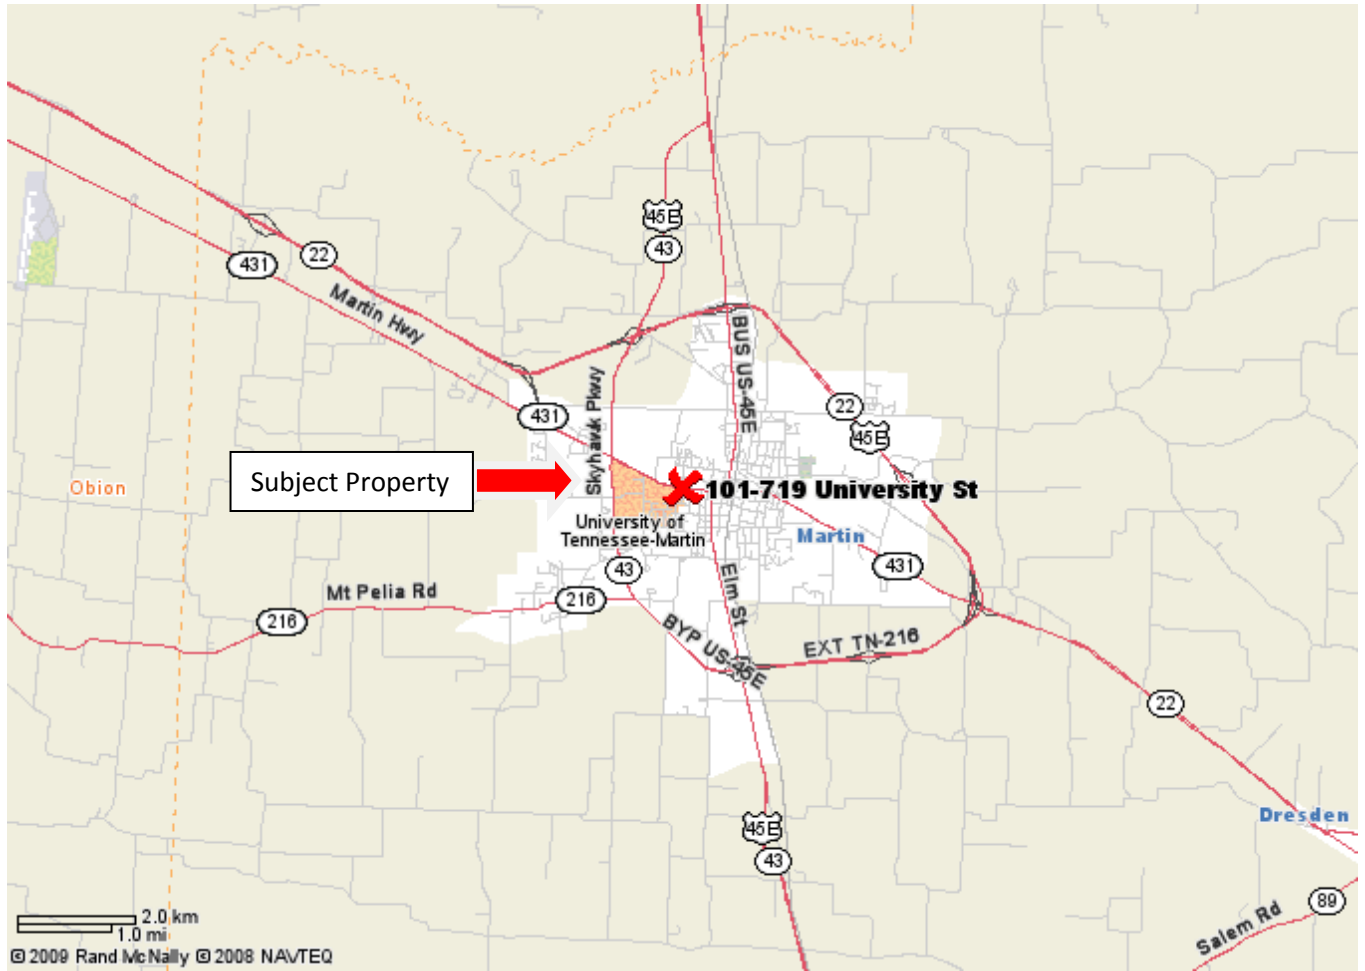 45E
43
22
431
Martin Hwy
BUS US-45E
Skyhawk Pkwy
431
22
45E
Subject Property
Obion
101-719 University St
University of
Tennessee-Martin
Martin
431
43
Mt Pelia Rd
216
216
Elm St
BYP US-45E
EXT TN-216
22
Dresden
45E
43
89
Salem Rd
2.0 km
1.0 mi
© 2009 Rand McNally © 2008 NAVTEQ